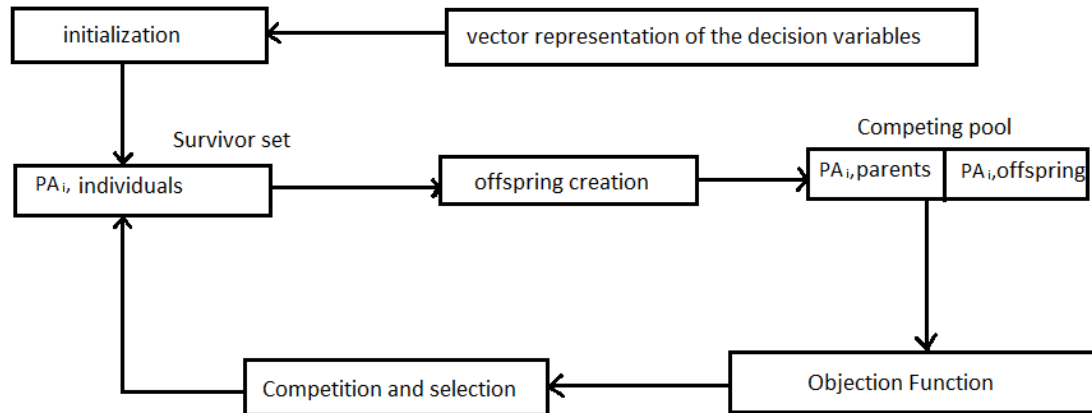 initialization
vector representation of the decision variables
Survivor set
Competing pool
PAi, individuals
offspring creation
PAi,parents
PAi,offspring
Competition and selection
Objection Function